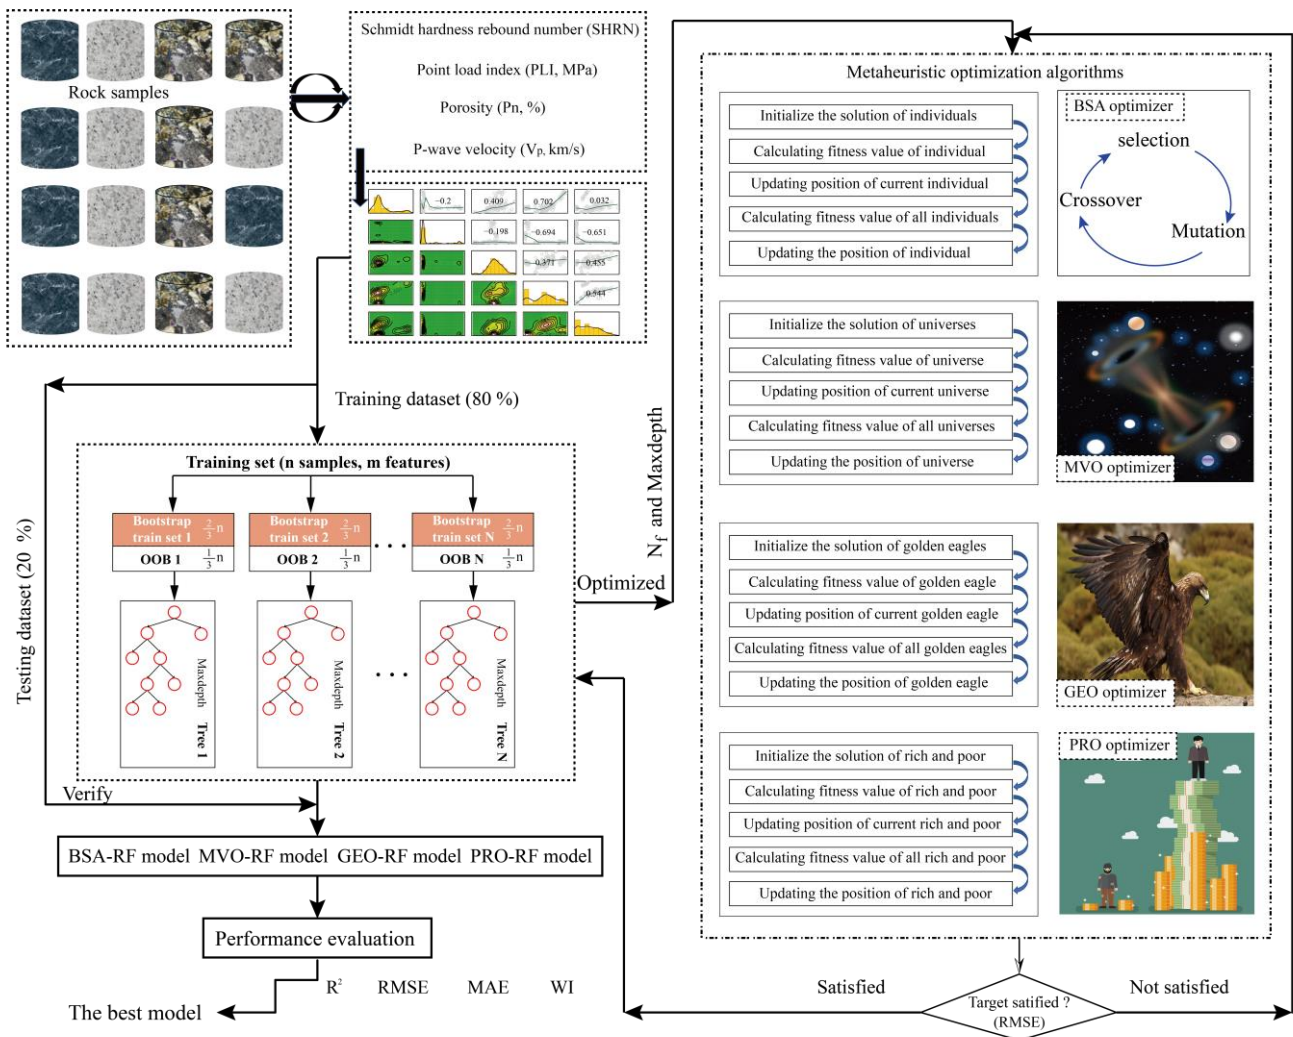 Rock samples
Schmidt hardness rebound number (SHRN)
Point load index (PLI, MPa)
Porosity (Pn, %)
P-wave velocity (Vp, km/s)
−0.2
0.409
0.702
0.032
−0.198
−0.694
−0.651
0.371
0.455
0.544
Training dataset (80 %)
Testing dataset (20 %)
Training set (n samples, m features)
Bootstrap train set 1 2/3 n
OOB 1 1/3 n
Bootstrap train set 2 2/3 n
OOB 2 1/3 n
. . .
Bootstrap train set N 2/3 n
OOB N 1/3 n
Maxdepth
Tree 1
Maxdepth
Tree 2
. . .
Maxdepth
Tree N
Optimized
Nf and Maxdepth
Verify
BSA-RF model MVO-RF model GEO-RF model PRO-RF model
Performance evaluation
R² RMSE MAE WI
The best model
Metaheuristic optimization algorithms
Initialize the solution of individuals
Calculating fitness value of individual
Updating position of current individual
Calculating fitness value of all individuals
Updating the position of individual
BSA optimizer
selection
Crossover
Mutation
Initialize the solution of universes
Calculating fitness value of universe
Updating position of current universe
Calculating fitness value of all universes
Updating the position of universe
MVO optimizer
Initialize the solution of golden eagles
Calculating fitness value of golden eagle
Updating position of current golden eagle
Calculating fitness value of all golden eagles
Updating the position of golden eagle
GEO optimizer
Initialize the solution of rich and poor
Calculating fitness value of rich and poor
Updating position of current rich and poor
Calculating fitness value of all rich and poor
Updating the position of rich and poor
PRO optimizer
Satisfied
Target satisfied ?
(RMSE)
Not satisfied